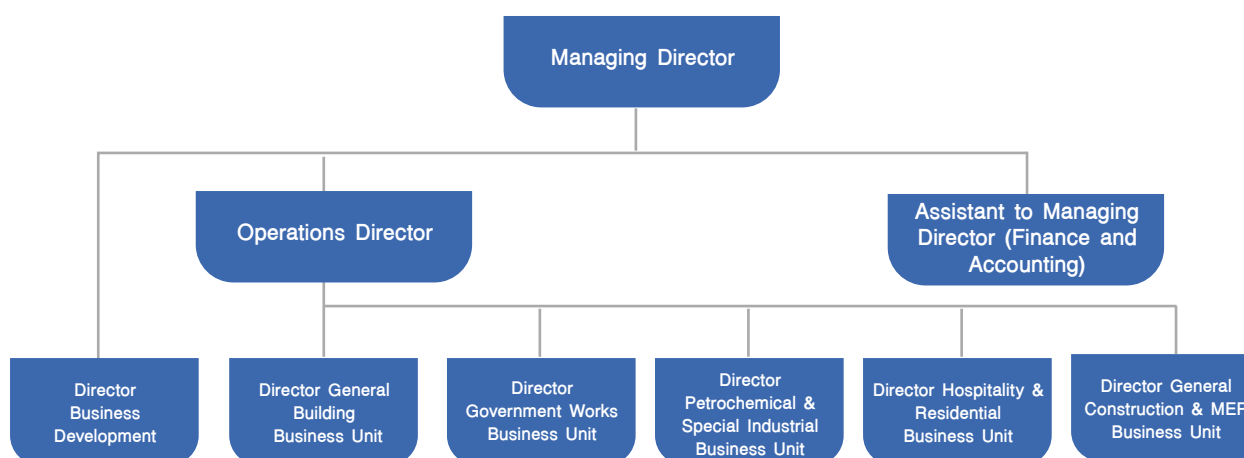 Managing Director
Operations Director
Assistant to Managing
Director (Finance and
Accounting)
Director
Business
Development
Director General
Building
Business Unit
Director
Government Works
Business Unit
Director
Petrochemical &
Special Industrial
Business Unit
Director Hospitality &
Residential
Business Unit
Director General
Construction & MEP
Business Unit